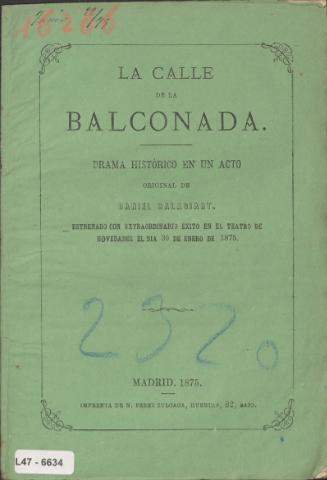 16266
LA CALLE
DE LA
BALCONADA.
DRAMA HISTÓRICO EN UN ACTO
ORIGINAL DE
DANIEL BALACIART.
ESTRENADO CON EXTRAORDINARIO ÉXITO EN EL TEATRO DE
NOVEDADES EL DIA 30 DE ENERO DE 1875.
2320
MADRID. 1875.
IMPRENTA DE N. PEREZ ZULOAGA, HUERTAS, 82, BAJO.
L47 - 6634